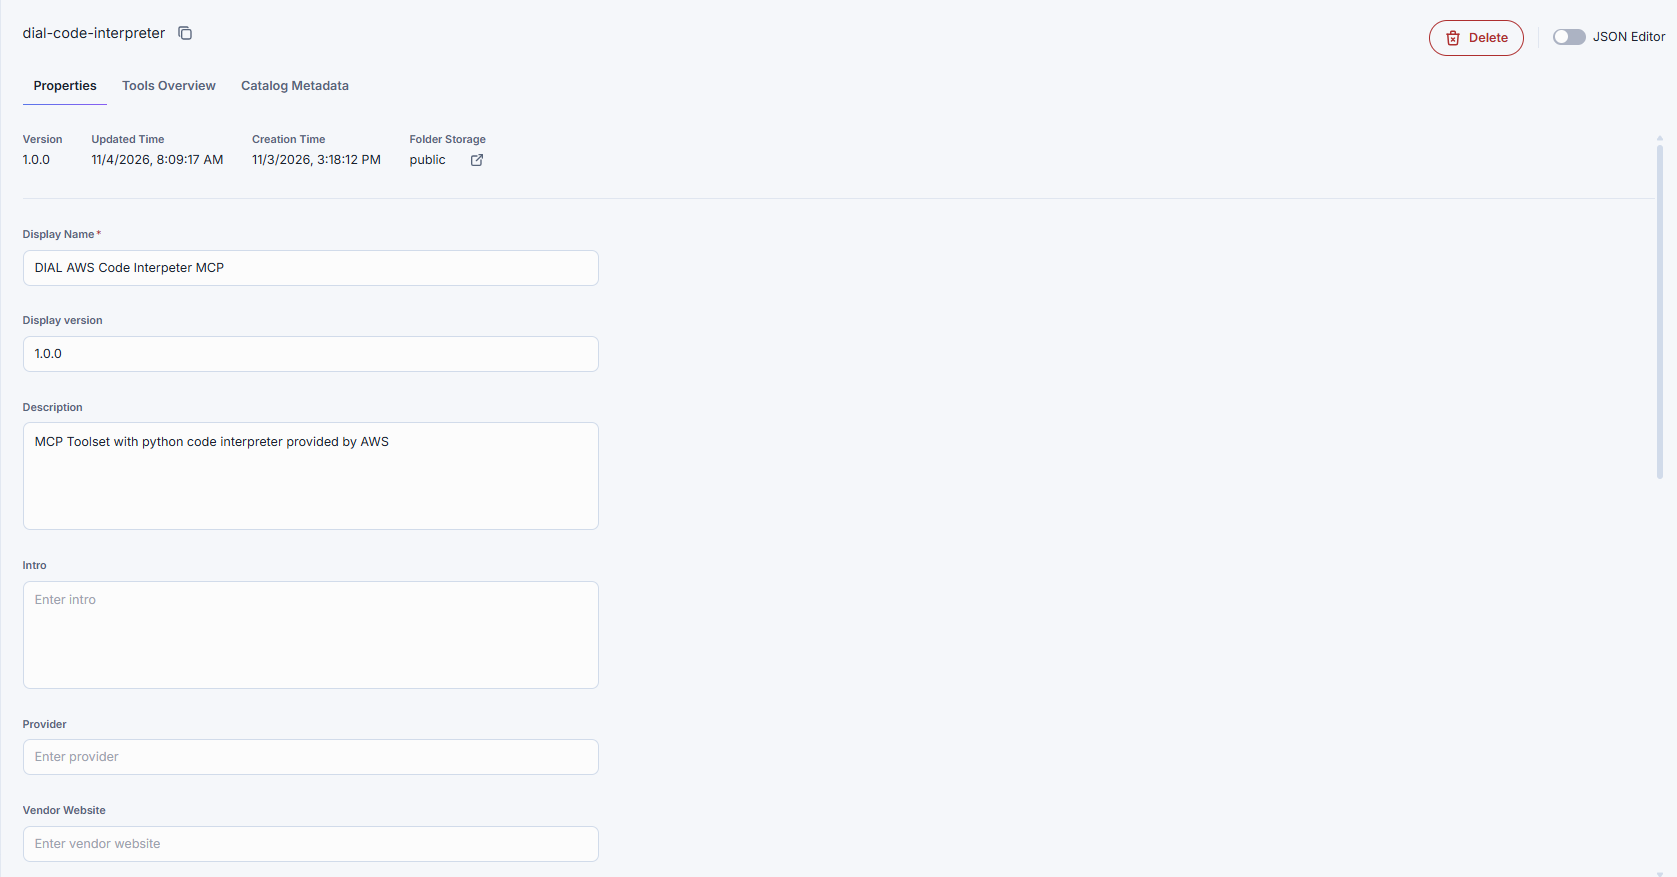 dial-code-interpreter
Delete
JSON Editor
Properties
Tools Overview
Catalog Metadata
Version
Updated Time
Creation Time
Folder Storage
1.0.0
11/4/2026, 8:09:17 AM
11/3/2026, 3:18:12 PM
public
Display Name*
DIAL AWS Code Interpeter MCP
Display version
1.0.0
Description
MCP Toolset with python code interpreter provided by AWS
Intro
Enter intro
Provider
Enter provider
Vendor Website
Enter vendor website